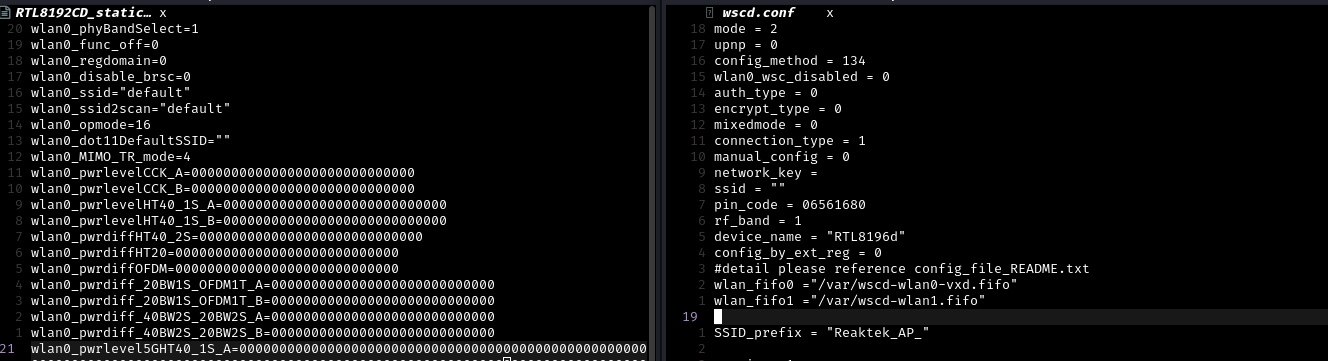 RTL8192CD_static… x
20 wlan0_phyBandSelect=1
19 wlan0_func_off=0
18 wlan0_regdomain=0
17 wlan0_disable_brsc=0
16 wlan0_ssid="default"
15 wlan0_ssid2scan="default"
14 wlan0_opmode=16
13 wlan0_dot11DefaultSSID=""
12 wlan0_MIMO_TR_mode=4
11 wlan0_pwrlevelCCK_A=0000000000000000000000000000
10 wlan0_pwrlevelCCK_B=0000000000000000000000000000
9 wlan0_pwrlevelHT40_1S_A=0000000000000000000000000000
8 wlan0_pwrlevelHT40_1S_B=0000000000000000000000000000
7 wlan0_pwrdiffHT40_2S=0000000000000000000000000000
6 wlan0_pwrdiffHT20=0000000000000000000000000000
5 wlan0_pwrdiffOFDM=0000000000000000000000000000
4 wlan0_pwrdiff_20BW1S_OFDM1T_A=0000000000000000000000000000
3 wlan0_pwrdiff_20BW1S_OFDM1T_B=0000000000000000000000000000
2 wlan0_pwrdiff_40BW2S_20BW2S_A=0000000000000000000000000000
1 wlan0_pwrdiff_40BW2S_20BW2S_B=0000000000000000000000000000
21 wlan0_pwrlevel5GHT40_1S_A=000000000000000000000000000000000000000000000000000
wscd.conf x
18 mode = 2
17 upnp = 0
16 config_method = 134
15 wlan0_wsc_disabled = 0
14 auth_type = 0
13 encrypt_type = 0
12 mixedmode = 0
11 connection_type = 1
10 manual_config = 0
9 network_key =
8 ssid = ""
7 pin_code = 06561680
6 rf_band = 1
5 device_name = "RTL8196d"
4 config_by_ext_reg = 0
3 #detail please reference config_file_README.txt
2 wlan_fifo0 ="/var/wscd-wlan0-vxd.fifo"
1 wlan_fifo1 ="/var/wscd-wlan1.fifo"
19
1 SSID_prefix = "Reaktek_AP_"
2